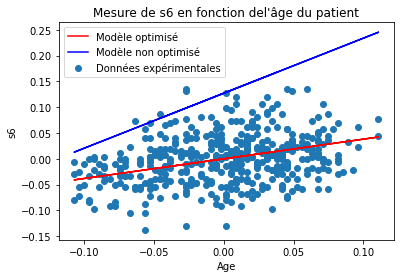 Mesure de s6 en fonction del'âge du patient
Modèle optimisé
Modèle non optimisé
Données expérimentales
s6
0.25
0.20
0.15
0.10
0.05
0.00
−0.05
−0.10
−0.15
−0.10
−0.05
0.00
0.05
0.10
Age